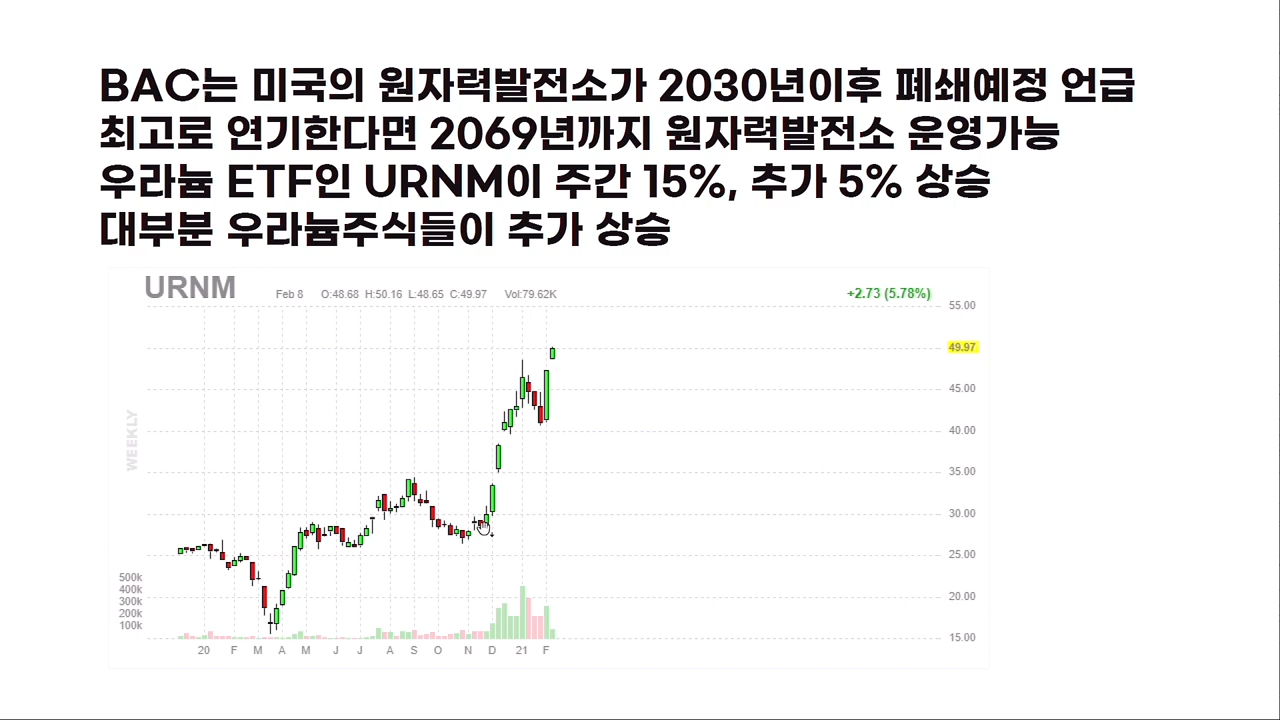 BAC는 미국의 원자력발전소가 2030년이후 폐쇄예정 언급
최고로 연기한다면 2069년까지 원자력발전소 운영가능
우라늄 ETF인 URNM이 주간 15%, 추가 5% 상승
대부분 우라늄주식들이 추가 상승
URNM Feb 8 O:48.68 H:50.16 L:48.65 C:49.97 Vol:79.62K +2.73 (5.78%)
55.00
49.97
45.00
40.00
WEEKLY
35.00
30.00
25.00
500k
400k
20.00
300k
200k
100k
15.00
20 F M A M J J A S O N D 21 F